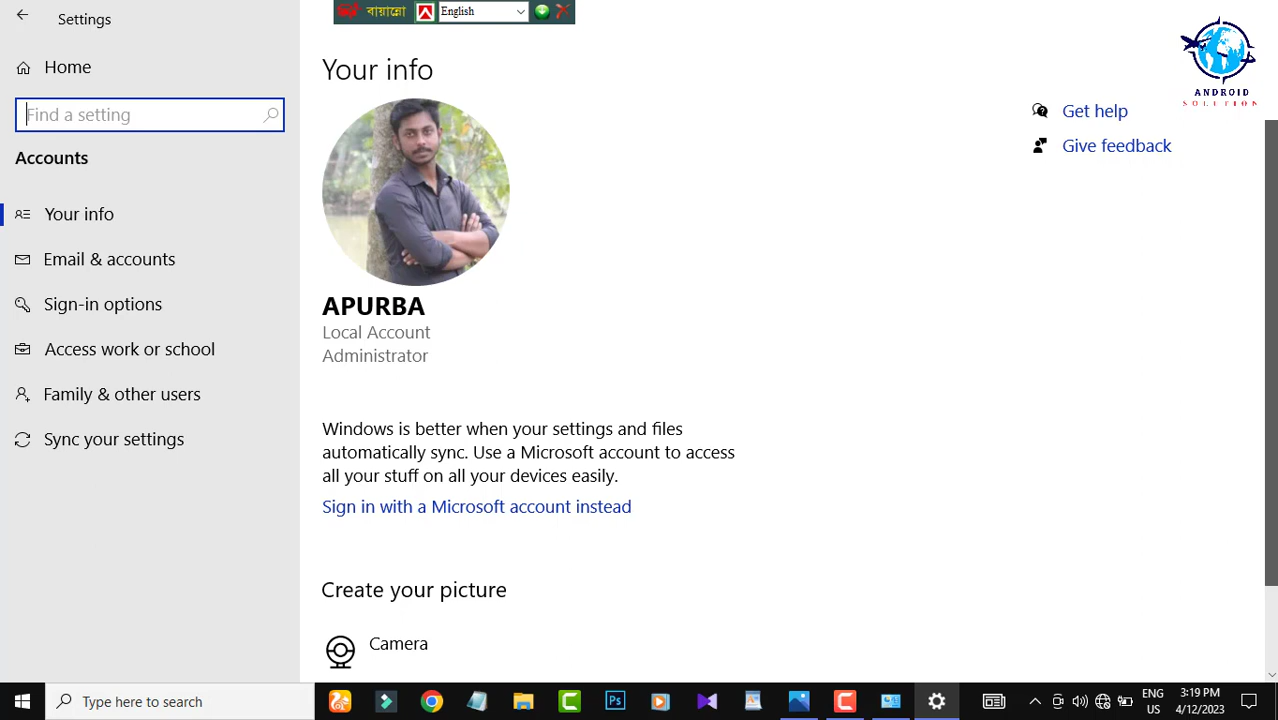 Settings
বায়ান্নো
English
Home
Find a setting
Accounts
Your info
Email & accounts
Sign-in options
Access work or school
Family & other users
Sync your settings
Your info
APURBA
Local Account
Administrator
Windows is better when your settings and files
automatically sync. Use a Microsoft account to access
all your stuff on all your devices easily.
Sign in with a Microsoft account instead
Create your picture
Camera
Get help
Give feedback
ANDROID
SOLUTION
Type here to search
Ps
ENG
US
3:19 PM
4/12/2023